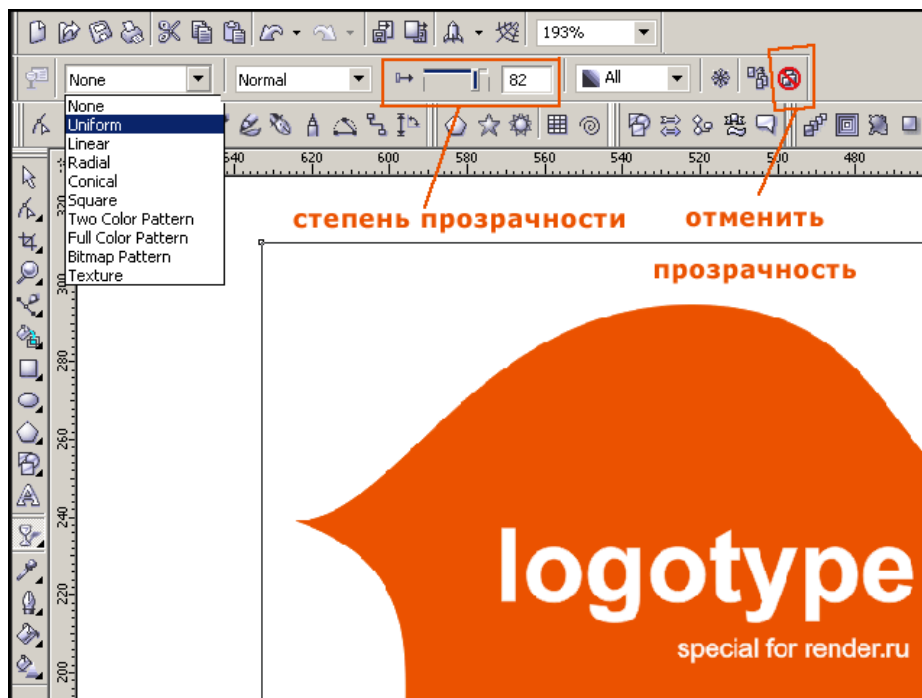 193%
None
Normal
82
All
None
Uniform
Linear
Radial
Conical
Square
Two Color Pattern
Full Color Pattern
Bitmap Pattern
Texture
640 620 600 580 560 540 520 500 480
степень прозрачности
отменить
прозрачность
320
300
280
260
240
220
200
logotype
special for render.ru